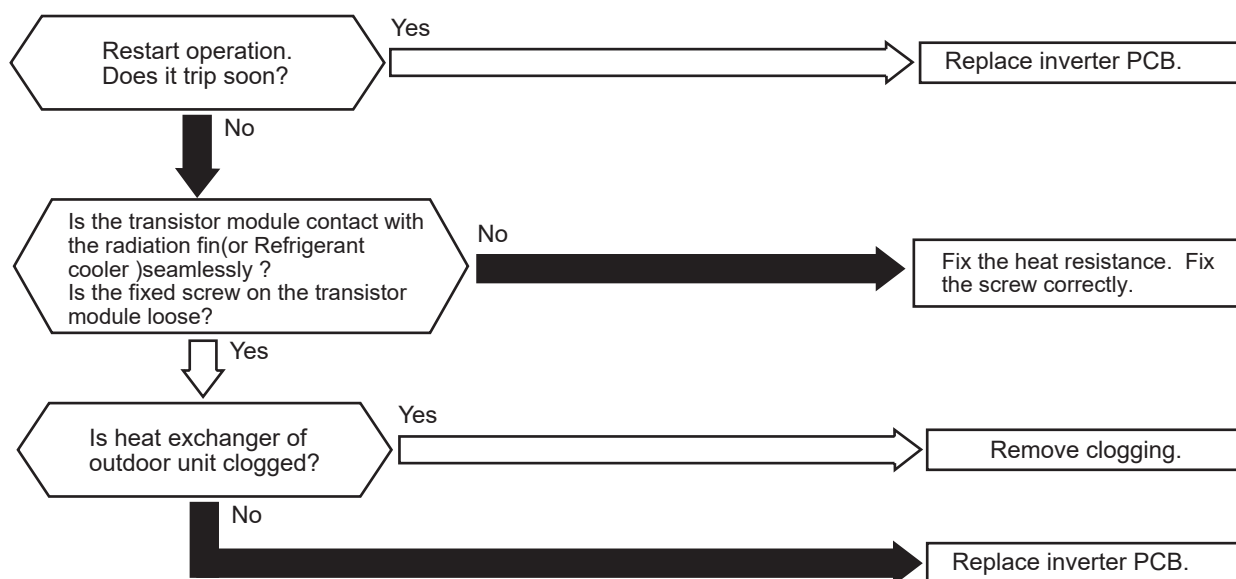 Yes
Restart operation.
Does it trip soon?
Replace inverter PCB.
No
Is the transistor module contact with
the radiation fin(or Refrigerant
cooler )seamlessly ?
Is the fixed screw on the transistor
module loose?
No
Fix the heat resistance.  Fix
the screw correctly.
Yes
Yes
Is heat exchanger of
outdoor unit clogged?
Remove clogging.
No
Replace inverter PCB.